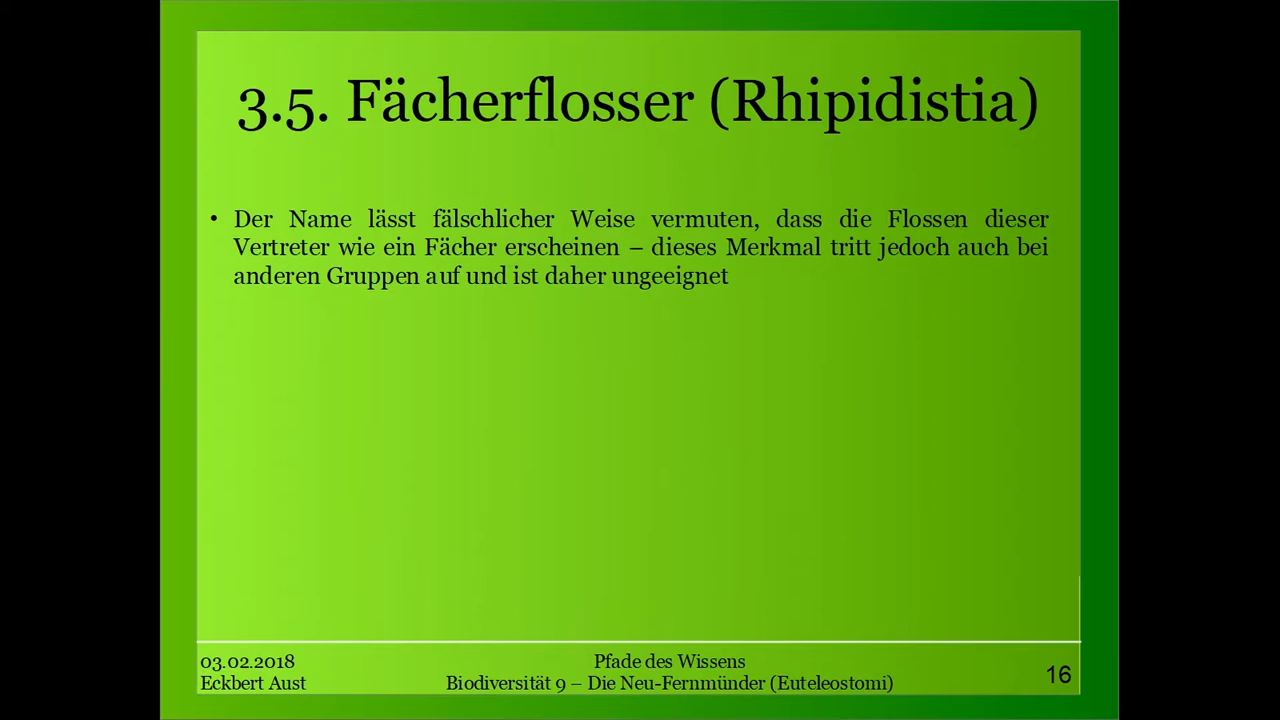 3.5. Fächerflosser (Rhipidistia)
• Der Name lässt fälschlicher Weise vermuten, dass die Flossen dieser
Vertreter wie ein Fächer erscheinen – dieses Merkmal tritt jedoch auch bei
anderen Gruppen auf und ist daher ungeeignet
03.02.2018
Eckbert Aust
Pfade des Wissens
Biodiversität 9 – Die Neu-Fernmünder (Euteleostomi)
16